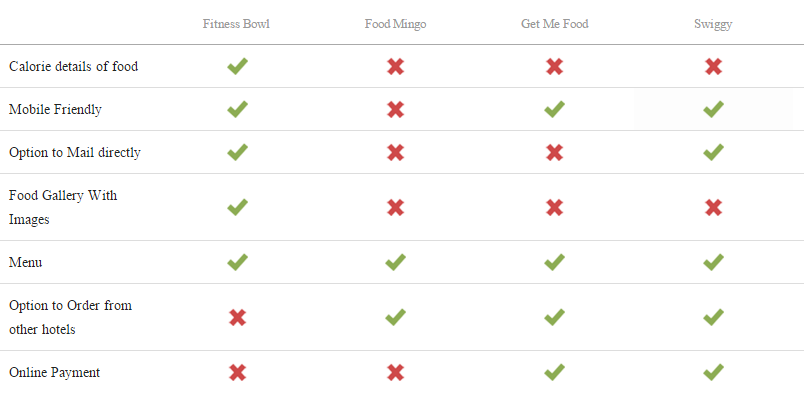 Fitness Bowl Food Mingo Get Me Food Swiggy
Calorie details of food
Mobile Friendly
Option to Mail directly
Food Gallery With
Images
Menu
Option to Order from
other hotels
Online Payment